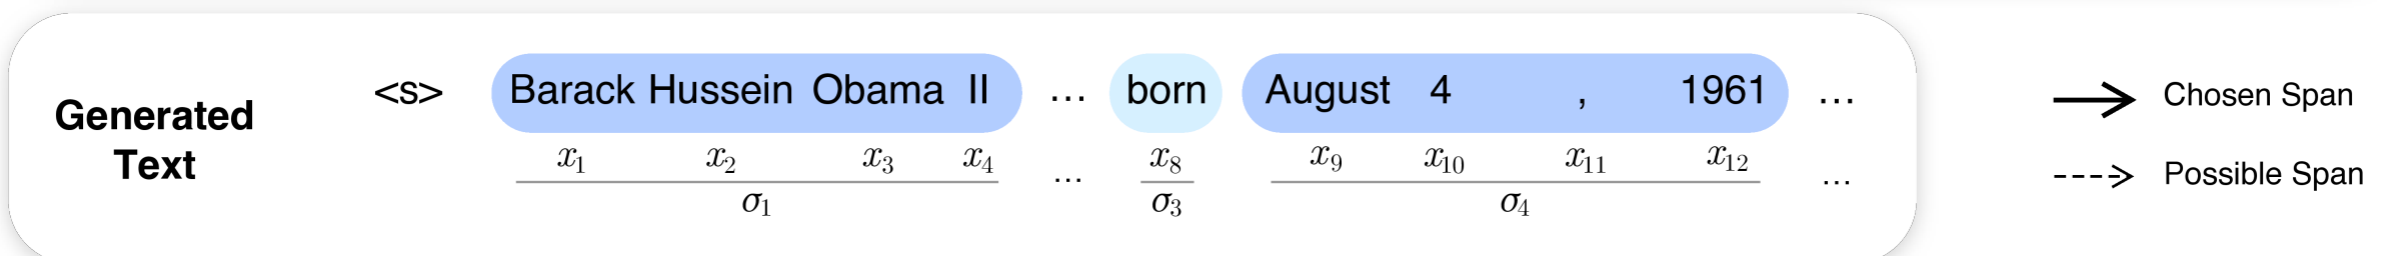 Generated Text
<s> Barack Hussein Obama II ... born August 4 , 1961 ...
x₁ x₂ x₃ x₄ ... x₈ x₉ x₁₀ x₁₁ x₁₂ ...
σ₁ σ₃ σ₄
Chosen Span
Possible Span